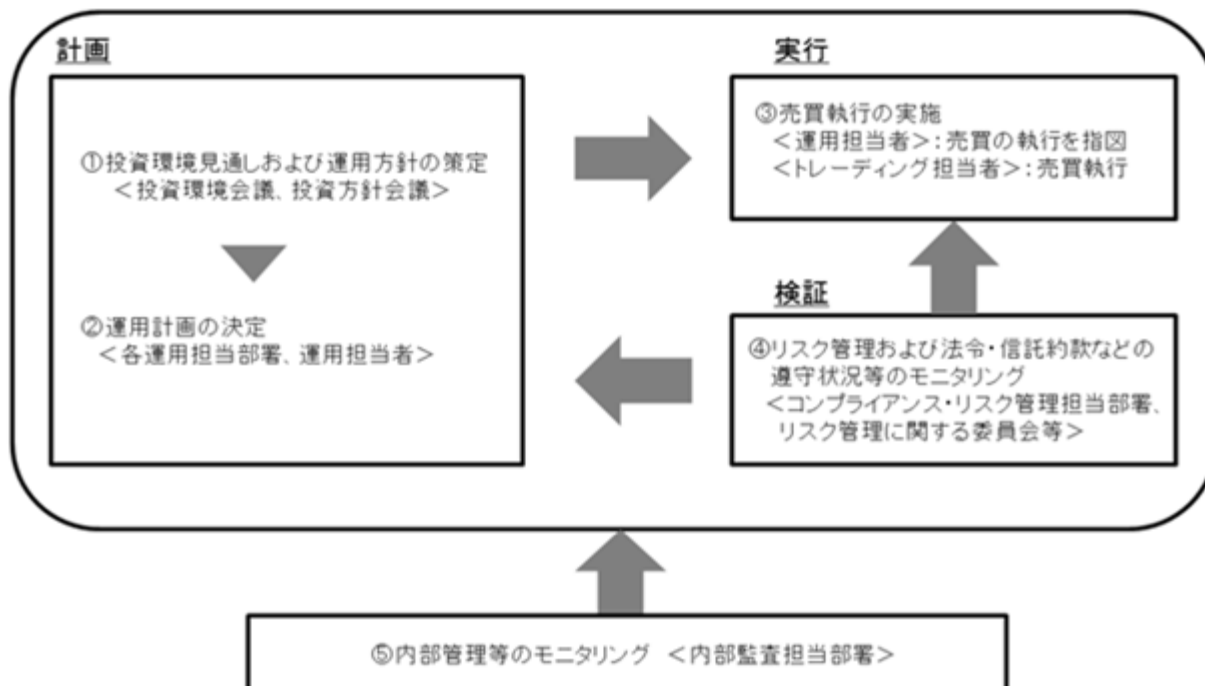 計画
①投資環境見通しおよび運用方針の策定
<投資環境会議、投資方針会議>
②運用計画の決定
<各運用担当部署、運用担当者>
実行
③売買執行の実施
<運用担当者>:売買の執行を指図
<トレーディング担当者>:売買執行
検証
④リスク管理および法令・信託約款などの
遵守状況等のモニタリング
<コンプライアンス・リスク管理担当部署、
リスク管理に関する委員会等>
⑤内部管理等のモニタリング <内部監査担当部署>